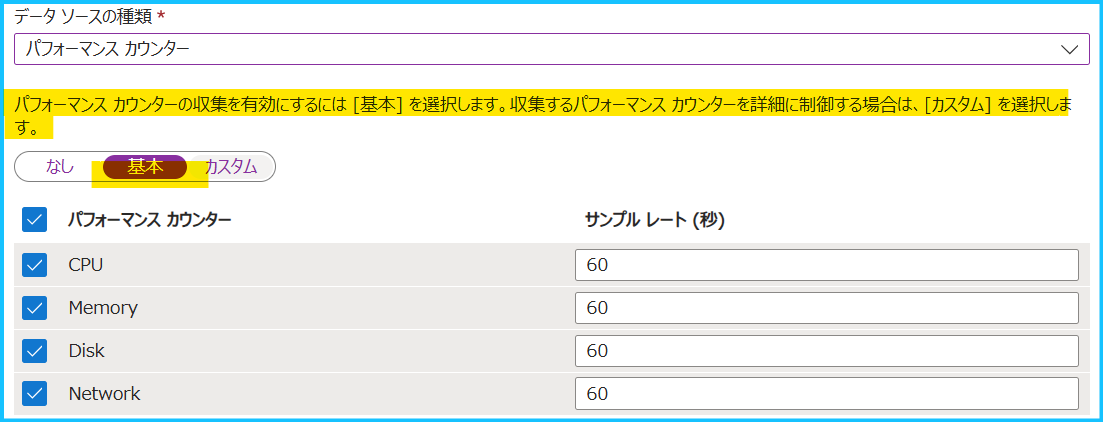 データ ソースの種類 *
パフォーマンス カウンター
パフォーマンス カウンターの収集を有効にするには [基本] を選択します。収集するパフォーマンス カウンターを詳細に制御する場合は、[カスタム] を選択しま
す。
なし 基本 カスタム
パフォーマンス カウンター サンプル レート (秒)
CPU 60
Memory 60
Disk 60
Network 60